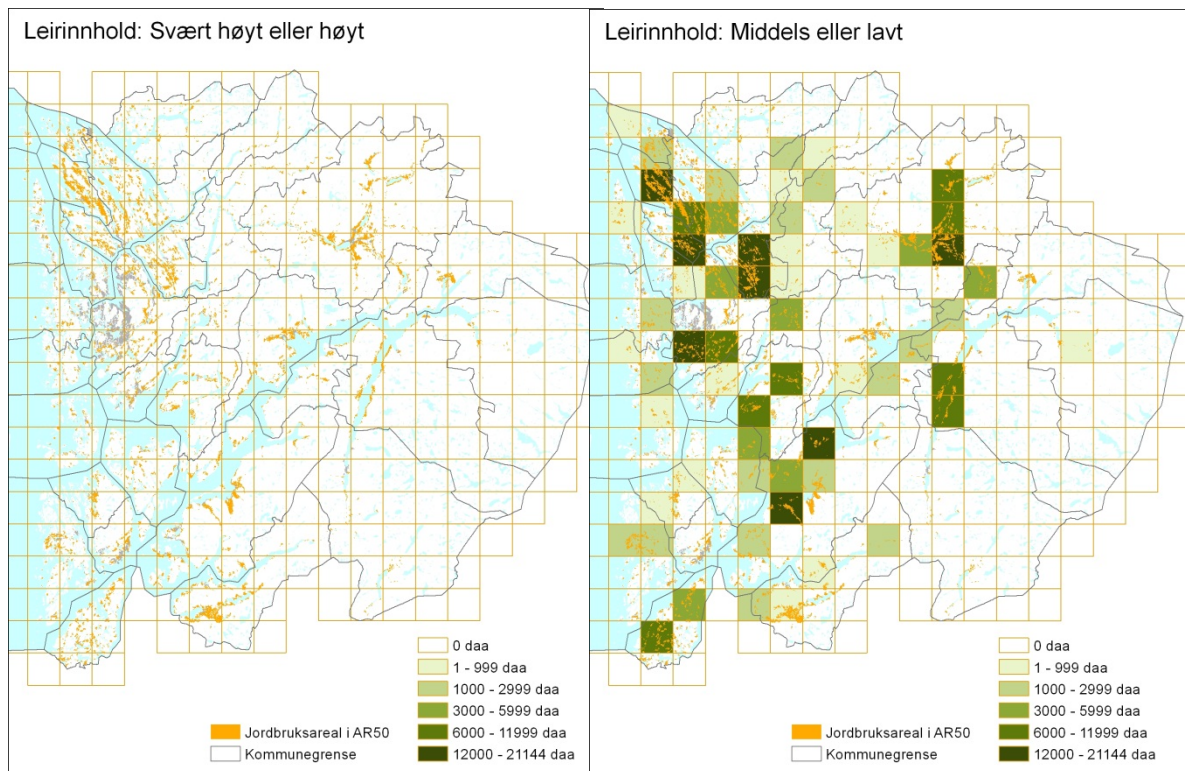 Leirinnhold: Svært høyt eller høyt
0 daa
1 - 999 daa
1000 - 2999 daa
3000 - 5999 daa
6000 - 11999 daa
12000 - 21144 daa
Jordbruksareal i AR50
Kommunegrense
Leirinnhold: Middels eller lavt
0 daa
1 - 999 daa
1000 - 2999 daa
3000 - 5999 daa
6000 - 11999 daa
12000 - 21144 daa
Jordbruksareal i AR50
Kommunegrense